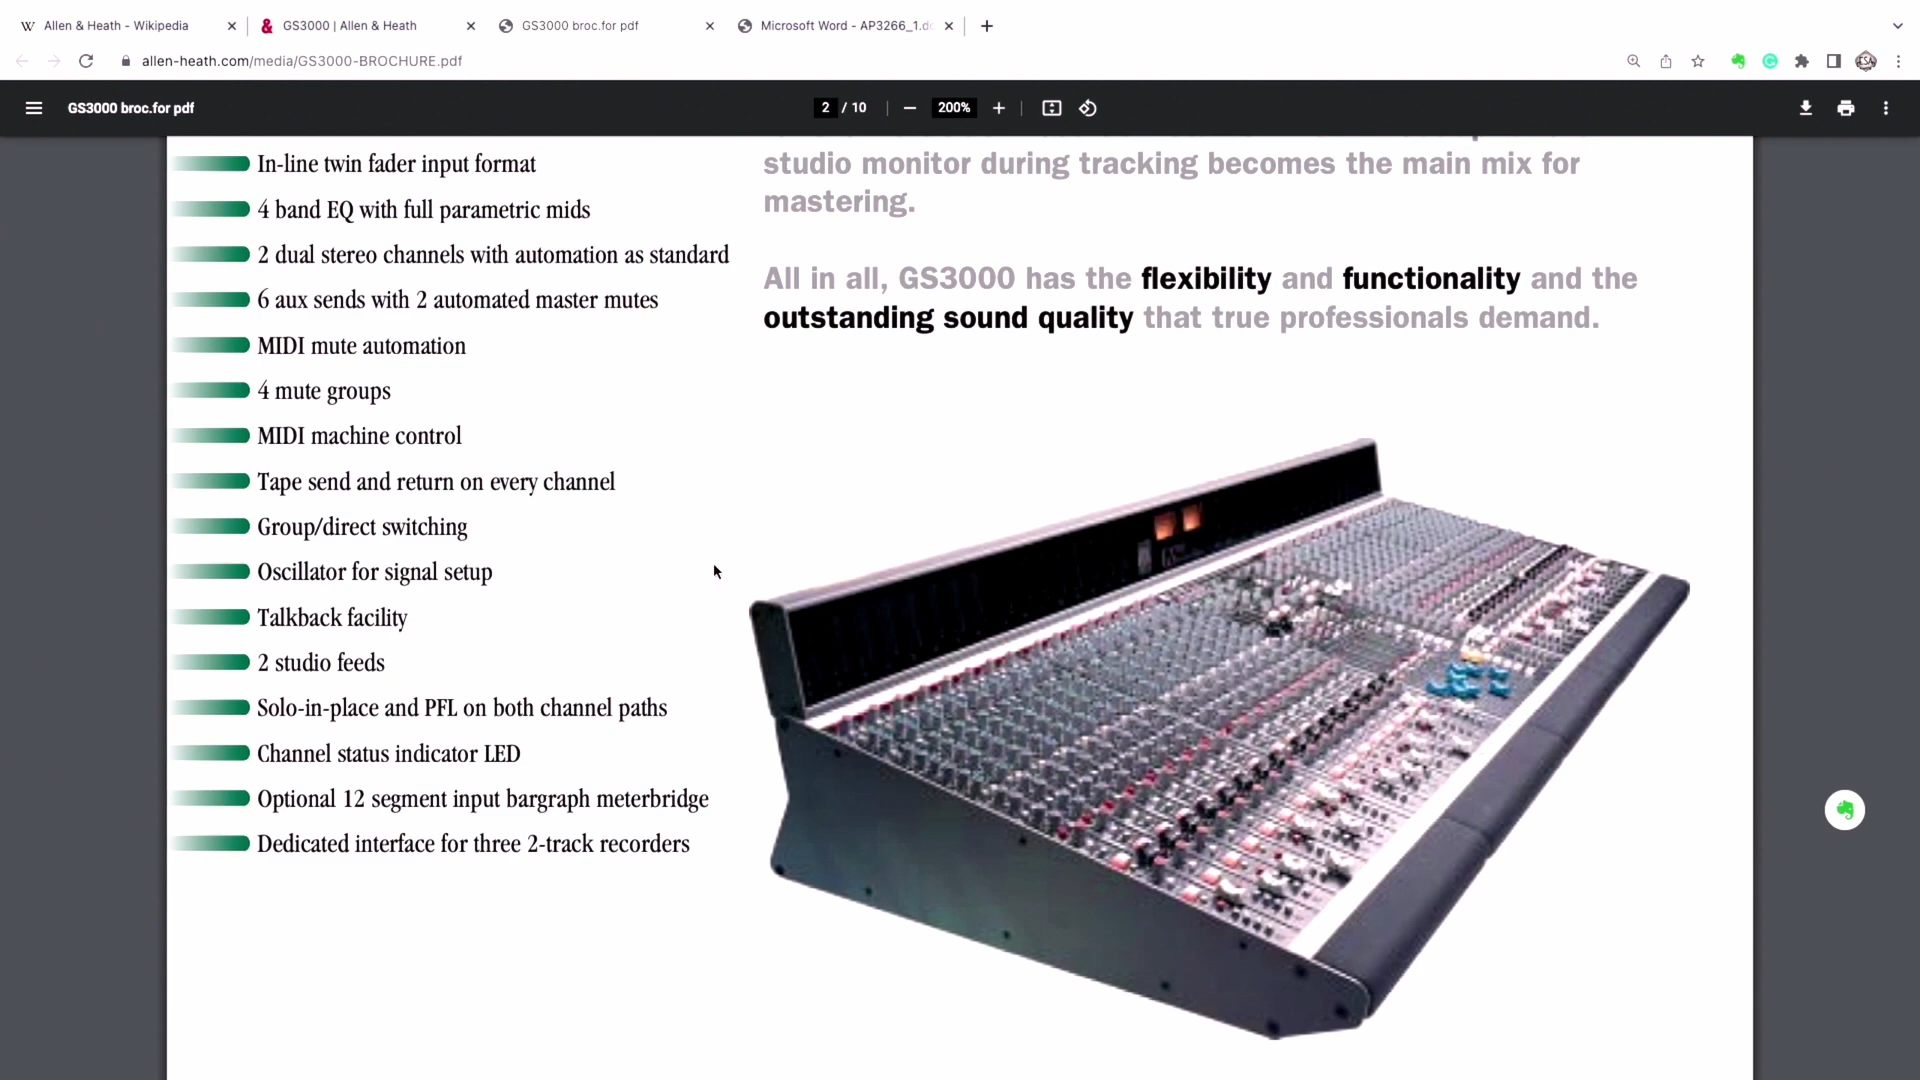 Allen & Heath - Wikipedia
GS3000 | Allen & Heath
GS3000 broc.for pdf
Microsoft Word - AP3266_1.do
allen-heath.com/media/GS3000-BROCHURE.pdf
GS3000 broc.for pdf
2 / 10
200%
In-line twin fader input format
4 band EQ with full parametric mids
2 dual stereo channels with automation as standard
6 aux sends with 2 automated master mutes
MIDI mute automation
4 mute groups
MIDI machine control
Tape send and return on every channel
Group/direct switching
Oscillator for signal setup
Talkback facility
2 studio feeds
Solo-in-place and PFL on both channel paths
Channel status indicator LED
Optional 12 segment input bargraph meterbridge
Dedicated interface for three 2-track recorders
studio monitor during tracking becomes the main mix for
mastering.
All in all, GS3000 has the flexibility and functionality and the
outstanding sound quality that true professionals demand.